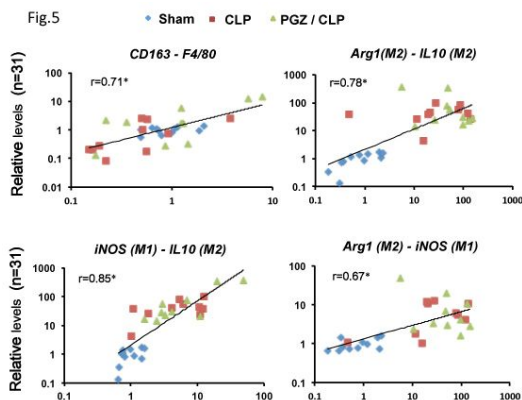 Fig.5
Sham CLP PGZ / CLP
CD163 - F4/80
Arg1(M2) - IL10 (M2)
Relative levels (n=31)
r=0.71*
100
10
1
0.1
0.01
0.1 1 10
r=0.78*
1000
100
10
1
0.1
0.1 1 10 100 1000
iNOS (M1) - IL10 (M2)
Arg1 (M2) - iNOS (M1)
Relative levels (n=31)
r=0.85*
1000
100
10
1
0.1
0.1 1 10 100
r=0.67*
100
10
1
0.1
0.1 1 10 100 1000